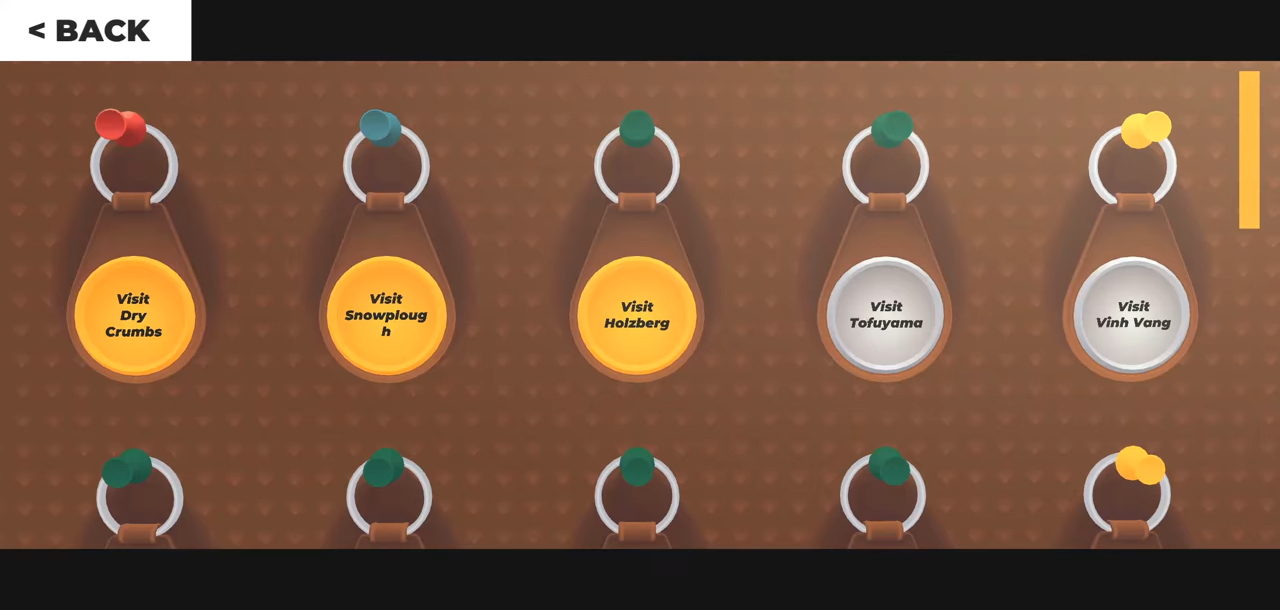 < BACK
Visit
Dry
Crumbs
Visit
Snowploug
h
Visit
Holzberg
Visit
Tofuyama
Visit
Vinh Vang